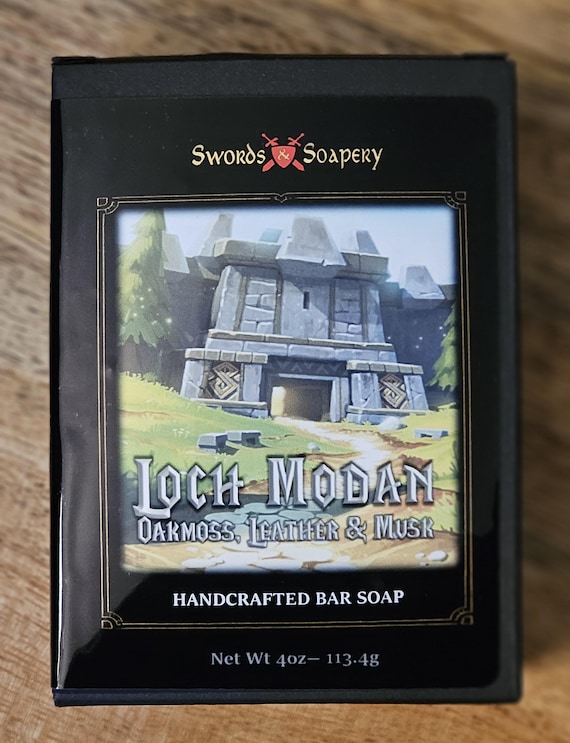 Swords & Soapery
Loch Modan
Oakmoss, Leather & Musk
HANDCRAFTED BAR SOAP
Net Wt 4oz– 113.4g